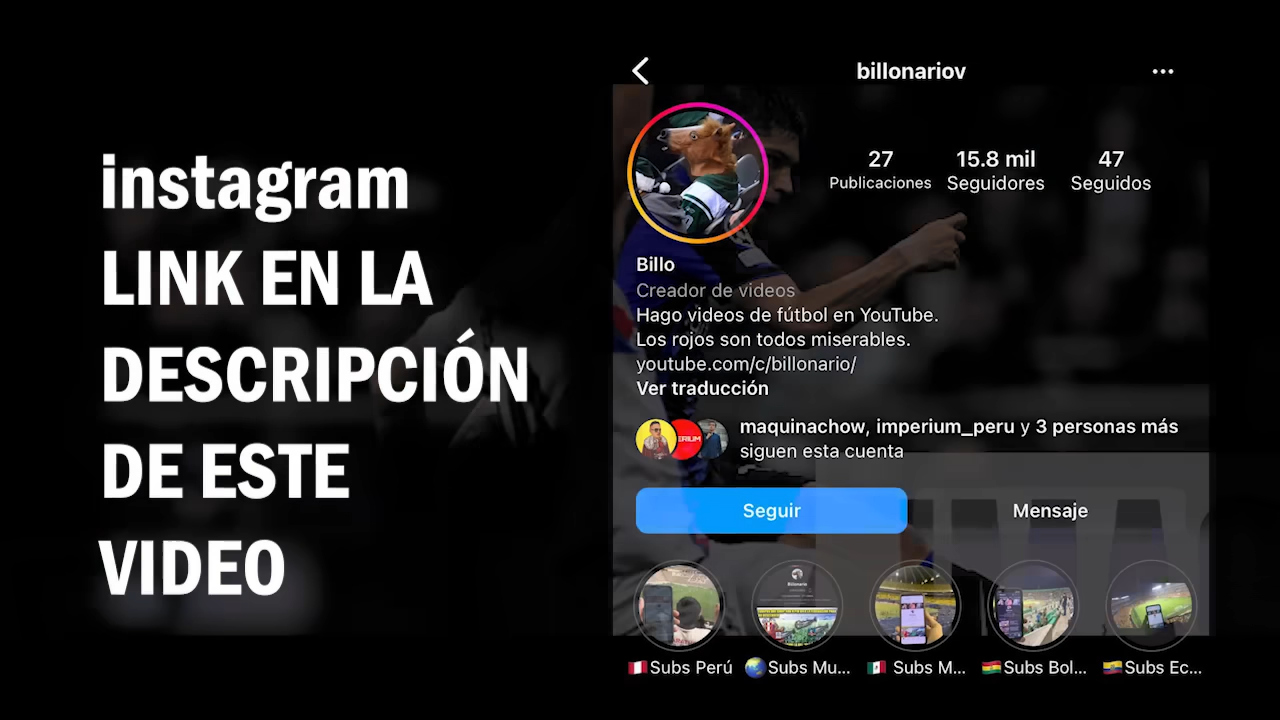 instagram
LINK EN LA
DESCRIPCIÓN
DE ESTE
VIDEO
billonariov
27 15.8 mil 47
Publicaciones Seguidores Seguidos
Billo
Creador de videos
Hago videos de fútbol en YouTube.
Los rojos son todos miserables.
youtube.com/c/billonario/
Ver traducción
maquinachow, imperium_peru y 3 personas más
siguen esta cuenta
Seguir Mensaje
Subs Perú Subs Mu... Subs M... Subs Bol... Subs Ec...